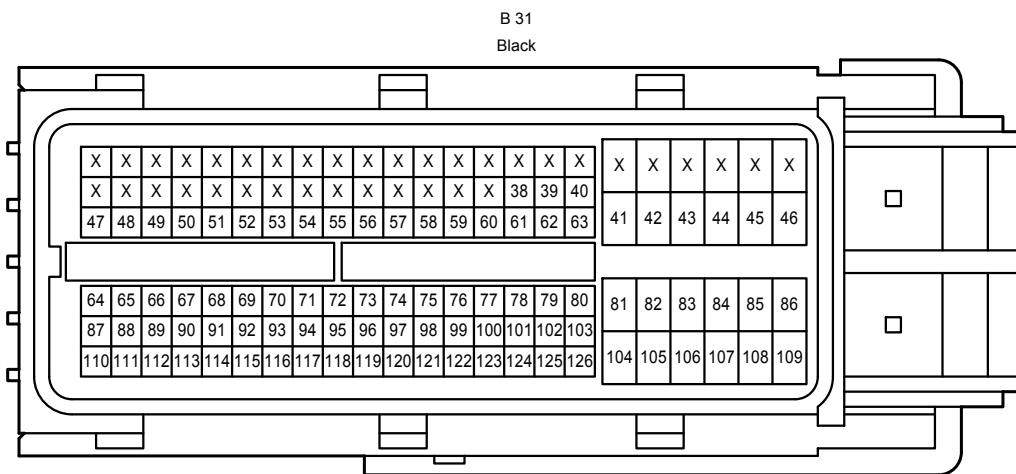 B 31
Black
X X X X X X X X X X X X X X X X X X X X X X X
X X X X X X X X X X X X X X 38 39 40
47 48 49 50 51 52 53 54 55 56 57 58 59 60 61 62 63 41 42 43 44 45 46
64 65 66 67 68 69 70 71 72 73 74 75 76 77 78 79 80 81 82 83 84 85 86
87 88 89 90 91 92 93 94 95 96 97 98 99 100 101 102 103
110 111 112 113 114 115 116 117 118 119 120 121 122 123 124 125 126 104 105 106 107 108 109